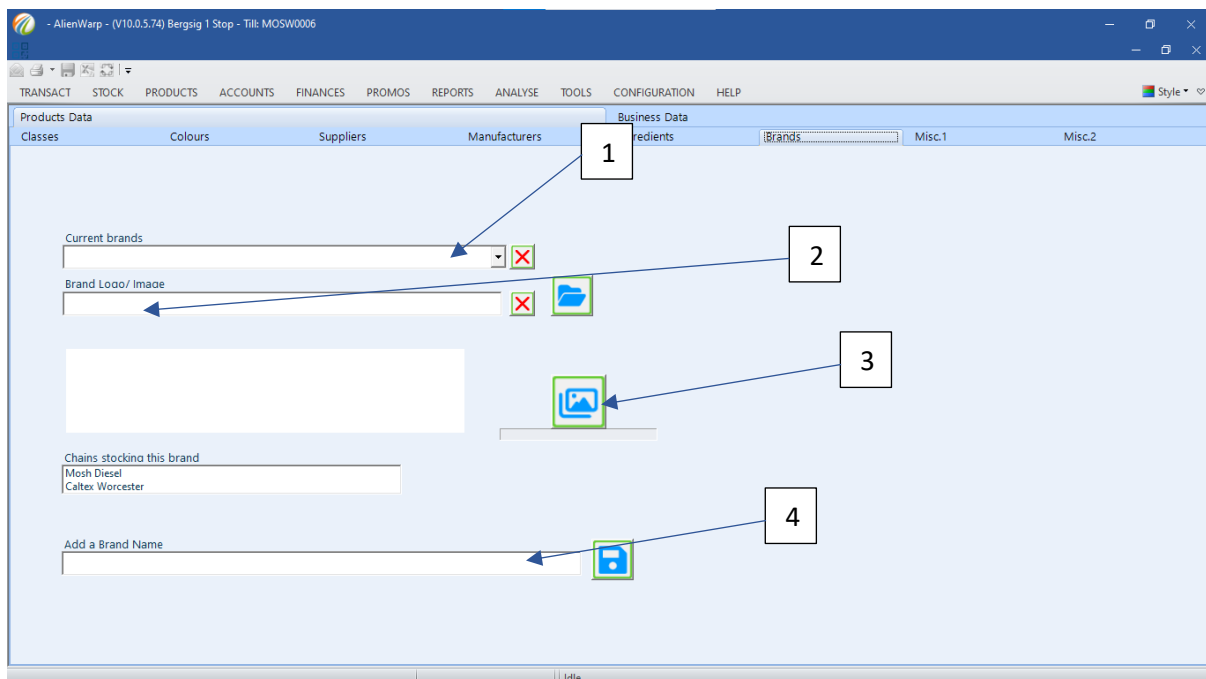 - AlienWarp - (V10.0.5.74) Bergsig 1 Stop - Till: MOSW0006
TRANSACT STOCK PRODUCTS ACCOUNTS FINANCES PROMOS REPORTS ANALYSE TOOLS CONFIGURATION HELP Style
Products Data Business Data
Classes Colours Suppliers Manufacturers redients Brands Misc.1 Misc.2
1
Current brands
2
Brand Logo/ Image
3
Chains stocking this brand
Mosh Diesel
Caltex Worcester
4
Add a Brand Name
Idle